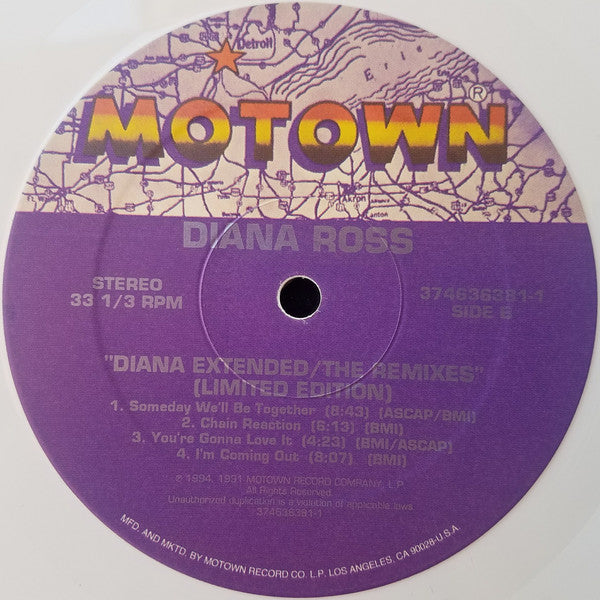 Detroit
Erie
MOTOWN®
Akron
Canton
DIANA ROSS
STEREO
33 1/3 RPM
374636381-1
SIDE B
"DIANA EXTENDED/THE REMIXES"
(LIMITED EDITION)
1. Someday We'll Be Together (8:43) (ASCAP/BMI)
2. Chain Reaction (6:13) (BMI)
3. You're Gonna Love It (4:23) (BMI/ASCAP)
4. I'm Coming Out (8:07) (BMI)
℗ 1994, 1991 MOTOWN RECORD COMPANY, L.P.
All Rights Reserved.
Unauthorized duplication is a violation of applicable laws.
374636381-1
MFD. AND MKTD. BY MOTOWN RECORD CO. L.P. LOS ANGELES, CA 90028-U.S.A.